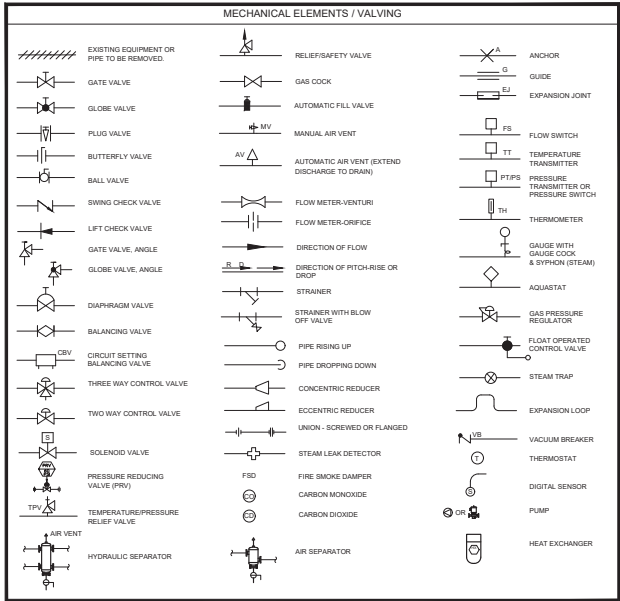 MECHANICAL ELEMENTS / VALVING
EXISTING EQUIPMENT OR
PIPE TO BE REMOVED.
GATE VALVE
GLOBE VALVE
PLUG VALVE
BUTTERFLY VALVE
BALL VALVE
SWING CHECK VALVE
LIFT CHECK VALVE
GATE VALVE, ANGLE
GLOBE VALVE, ANGLE
DIAPHRAGM VALVE
BALANCING VALVE
CBV
CIRCUIT SETTING
BALANCING VALVE
THREE WAY CONTROL VALVE
TWO WAY CONTROL VALVE
S
SOLENOID VALVE
PRV
PRESSURE REDUCING
VALVE (PRV)
TPV
TEMPERATURE/PRESSURE
RELIEF VALVE
AIR VENT
HYDRAULIC SEPARATOR
RELIEF/SAFETY VALVE
GAS COCK
AUTOMATIC FILL VALVE
MV
MANUAL AIR VENT
AV
AUTOMATIC AIR VENT (EXTEND
DISCHARGE TO DRAIN)
FLOW METER-VENTURI
FLOW METER-ORIFICE
DIRECTION OF FLOW
R D
DIRECTION OF PITCH-RISE OR
DROP
STRAINER
STRAINER WITH BLOW
OFF VALVE
PIPE RISING UP
PIPE DROPPING DOWN
CONCENTRIC REDUCER
ECCENTRIC REDUCER
UNION - SCREWED OR FLANGED
STEAM LEAK DETECTOR
FSD
FIRE SMOKE DAMPER
CO
CARBON MONOXIDE
CD
CARBON DIOXIDE
AIR SEPARATOR
A
ANCHOR
G
GUIDE
EJ
EXPANSION JOINT
FS
FLOW SWITCH
TT
TEMPERATURE
TRANSMITTER
PT/PS
PRESSURE
TRANSMITTER OR
PRESSURE SWITCH
TH
THERMOMETER
GAUGE WITH
GAUGE COCK
& SYPHON (STEAM)
AQUASTAT
GAS PRESSURE
REGULATOR
FLOAT OPERATED
CONTROL VALVE
STEAM TRAP
EXPANSION LOOP
VB
VACUUM BREAKER
T
THERMOSTAT
S
DIGITAL SENSOR
OR
PUMP
HEAT EXCHANGER